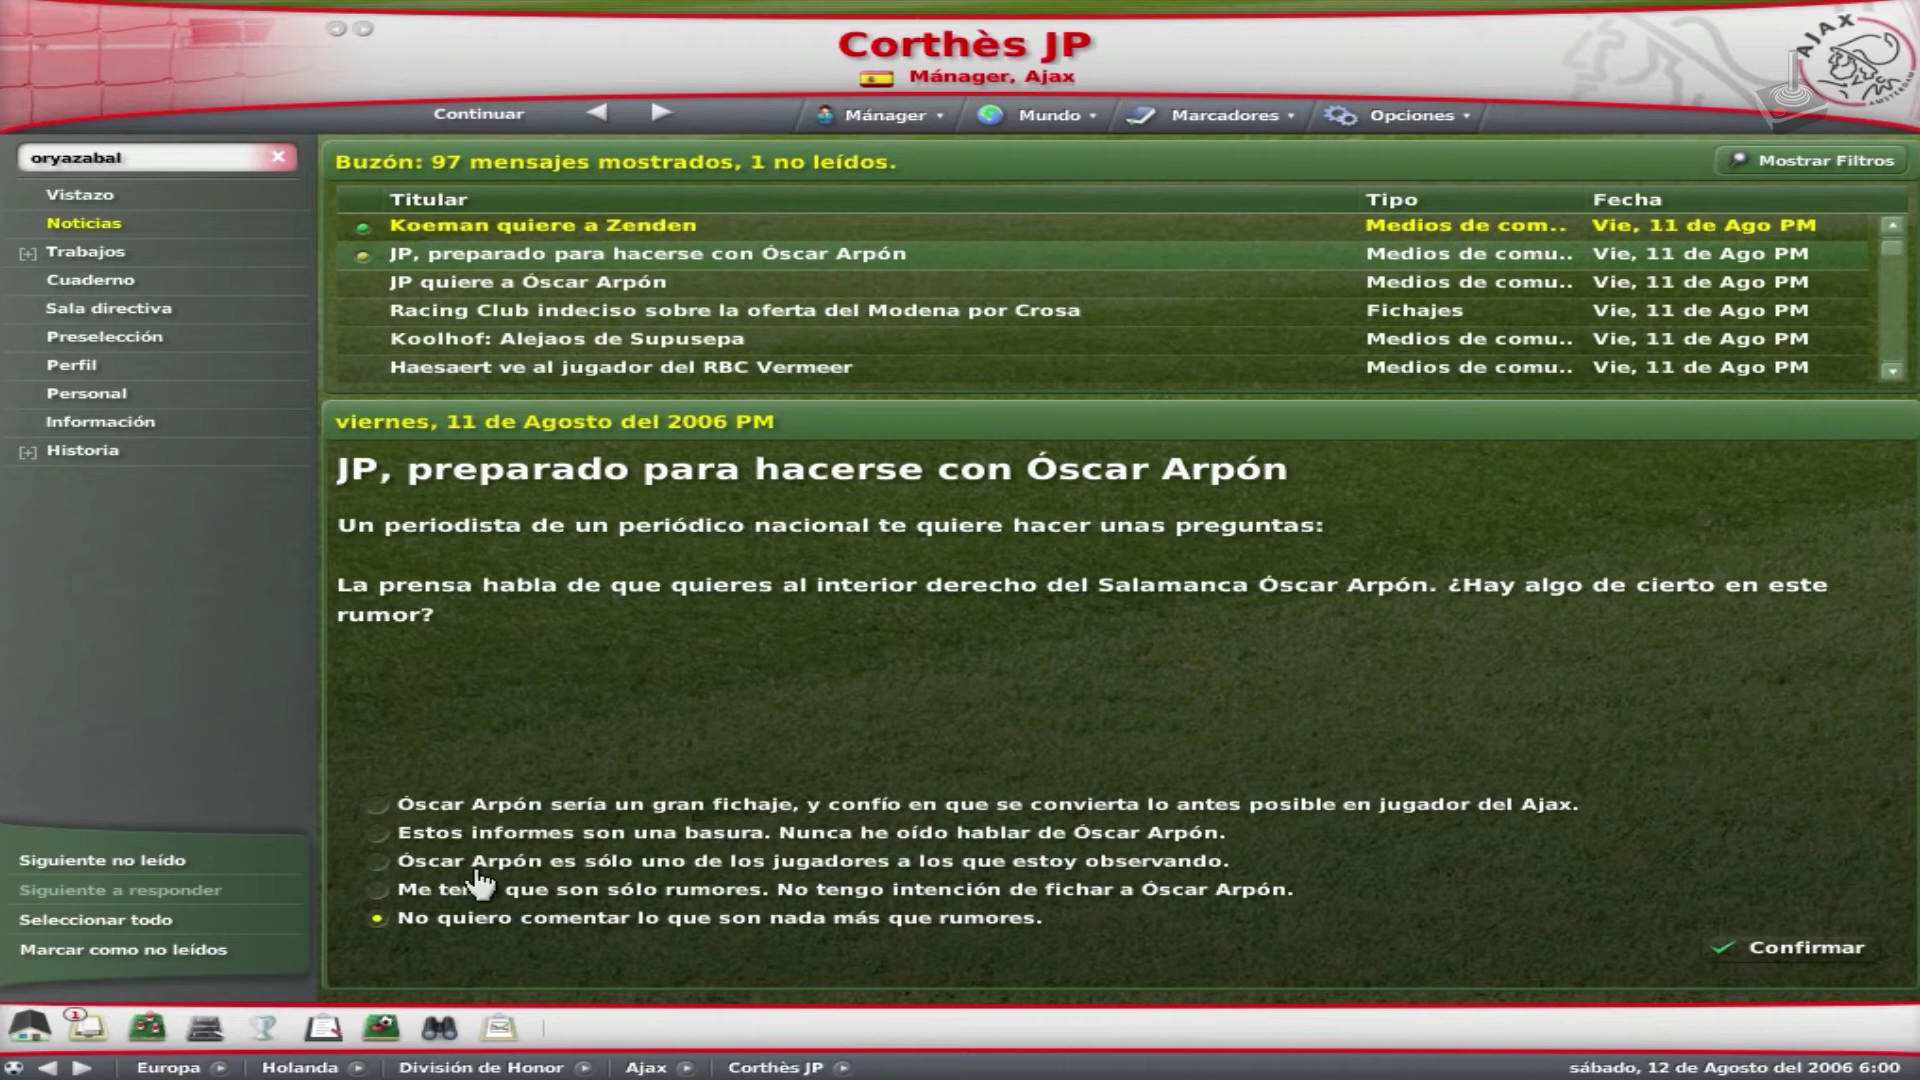 Corthès JP
Mánager, Ajax
AJAX
AMSTERDAM
Continuar
Mánager
Mundo
Marcadores
Opciones
oryazabal
Vistazo
Noticias
[+] Trabajos
Cuaderno
Sala directiva
Preselección
Perfil
Personal
Información
[+] Historia
Buzón: 97 mensajes mostrados, 1 no leídos.
Mostrar Filtros
Titular Tipo Fecha
Koeman quiere a Zenden Medios de com.. Vie, 11 de Ago PM
JP, preparado para hacerse con Óscar Arpón Medios de comu.. Vie, 11 de Ago PM
JP quiere a Óscar Arpón Medios de comu.. Vie, 11 de Ago PM
Racing Club indeciso sobre la oferta del Modena por Crosa Fichajes Vie, 11 de Ago PM
Koolhof: Alejaos de Supusepa Medios de comu.. Vie, 11 de Ago PM
Haesaert ve al jugador del RBC Vermeer Medios de comu.. Vie, 11 de Ago PM
viernes, 11 de Agosto del 2006 PM
JP, preparado para hacerse con Óscar Arpón
Un periodista de un periódico nacional te quiere hacer unas preguntas:
La prensa habla de que quieres al interior derecho del Salamanca Óscar Arpón. ¿Hay algo de cierto en este
rumor?
Óscar Arpón sería un gran fichaje, y confío en que se convierta lo antes posible en jugador del Ajax.
Estos informes son una basura. Nunca he oído hablar de Óscar Arpón.
Óscar Arpón es sólo uno de los jugadores a los que estoy observando.
Me que son sólo rumores. No tengo intención de fichar a Óscar Arpón.
No quiero comentar lo que son nada más que rumores.
Confirmar
Siguiente no leído
Siguiente a responder
Seleccionar todo
Marcar como no leídos
1
Europa
Holanda
División de Honor
Ajax
Corthès JP
sábado, 12 de Agosto del 2006 6:00